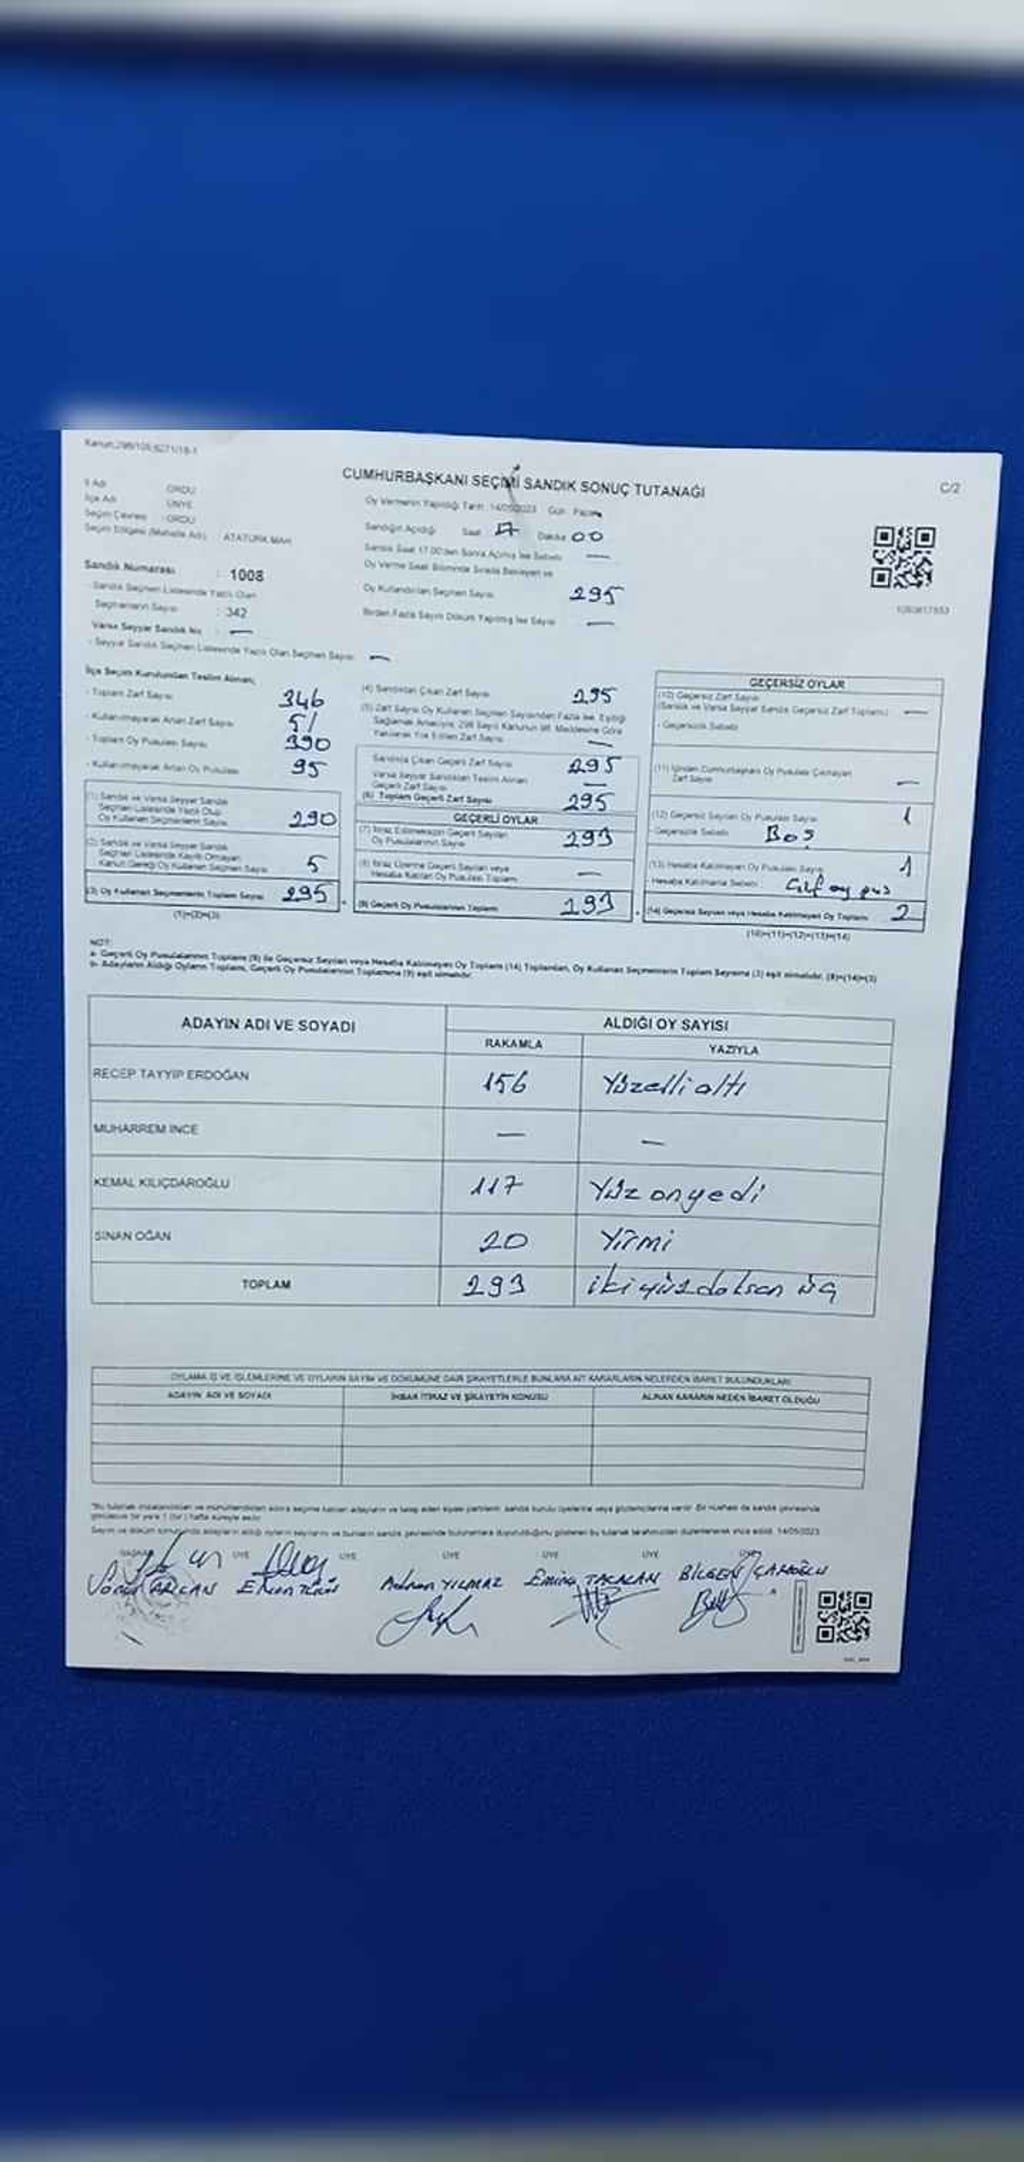 Kanun:298/105,6271/18-1
CUMHURBAŞKANI SEÇİMİ SANDIK SONUÇ TUTANAĞI
C/2
İl Adı : ORDU
İlçe Adı : ÜNYE
Seçim Çevresi : ORDU
Seçim Bölgesi (Mahalle Adı) : ATATÜRK MAH.
Oy Vermenin Yapıldığı Tarih : 14/05/2023 Gün : Pazar
Sandığın Açıldığı Saat : 17 Dakika 00
Sandık Saat 17.00'den Sonra Açılmış İse Sebebi : —
Oy Verme Saati Bitiminde Sırada Bekleyen ve
Oy Kullandırılan Seçmen Sayısı 295
Birden Fazla Sayım Döküm Yapılmış İse Sayısı : —
Sandık Numarası : 1008
- Sandık Seçmen Listesinde Yazılı Olan
Seçmenlerin Sayısı : 342
Varsa Seyyar Sandık No : —
- Seyyar Sandık Seçmen Listesinde Yazılı Olan Seçmen Sayısı : —
İlçe Seçim Kurulundan Teslim Alınan;
- Toplam Zarf Sayısı : 346
- Kullanılmayarak Artan Zarf Sayısı : 51
- Toplam Oy Pusulası Sayısı : 390
- Kullanılmayarak Artan Oy Pusulası : 95
(1) Sandık ve Varsa Seyyar Sandık
Seçmen Listesinde Yazılı Olup
Oy Kullanan Seçmenlerin Sayısı : 290
(2) Sandık ve Varsa Seyyar Sandık
Seçmen Listesinde Kayıtlı Olmayan
Kanun Gereği Oy Kullanan Seçmen Sayısı 5
(3) Oy Kullanan Seçmenlerin Toplam Sayısı 295
(1)+(2)=(3)
(4) Sandıktan Çıkan Zarf Sayısı 295
(5) Zarf Sayısı Oy Kullanan Seçmen Sayısından Fazla İse, Eşitliği
Sağlamak Amacıyla, 298 Sayılı Kanunun 98. Maddesine Göre
Yakılarak Yok Edilen Zarf Sayısı —
Sandıkta Çıkan Geçerli Zarf Sayısı 295
Varsa Seyyar Sandıktan Teslim Alınan
Geçerli Zarf Sayısı —
(6) Toplam Geçerli Zarf Sayısı 295
GEÇERLİ OYLAR
(7) İtiraz Edilmeksizin Geçerli Sayılan
Oy Pusulalarının Sayısı 293
(8) İtiraz Üzerine Geçerli Sayılan veya
Hesaba Katılan Oy Pusulası Toplamı —
(9) Geçerli Oy Pusulalarının Toplamı 293
GEÇERSİZ OYLAR
(10) Geçersiz Zarf Sayısı
(Sandık ve Varsa Seyyar Sandık Geçersiz Zarf Toplamı) —
- Geçersizlik Sebebi :
(11) İçinden Cumhurbaşkanı Oy Pusulası Çıkmayan
Zarf Sayısı —
(12) Geçersiz Sayılan Oy Pusulası Sayısı 1
- Geçersizlik Sebebi : Boş
(13) Hesaba Katılmayan Oy Pusulası Sayısı 1
- Hesaba Katılmama Sebebi : Çift oy pus
(14) Geçersiz Sayılan veya Hesaba Katılmayan Oy Toplamı 2
(10)+(11)+(12)+(13)=(14)
NOT:
a- Geçerli Oy Pusulalarının Toplamı (9) ile Geçersiz Sayılan veya Hesaba Katılmayan Oy Toplamı (14) Toplamları, Oy Kullanan Seçmenlerin Toplam Sayısına (3) eşit olmalıdır. (9)+(14)=(3)
b- Adayların Aldığı Oyların Toplamı, Geçerli Oy Pusulalarının Toplamına (9) eşit olmalıdır.
ADAYIN ADI VE SOYADI
ALDIĞI OY SAYISI
RAKAMLA YAZIYLA
RECEP TAYYİP ERDOĞAN 156 Yüzellialtı
MUHARREM İNCE — —
KEMAL KILIÇDAROĞLU 117 Yüzonyedi
SİNAN OĞAN 20 Yirmi
TOPLAM 293 ikiyüzdoksan üç
OYLAMA İŞ VE İŞLEMLERİNE VE OYLARIN SAYIM VE DÖKÜMÜNE DAİR ŞİKAYETLERLE BUNLARA AİT KARARLARIN NELERDEN İBARET BULUNDUKLARI
ADAYIN ADI VE SOYADI İHBAR İTİRAZ VE ŞİKAYETİN KONUSU ALINAN KARARIN NEDEN İBARET OLDUĞU
BAŞKAN ÜYE ÜYE ÜYE ÜYE ÜYE ÜYE
Adnan YILMAZ